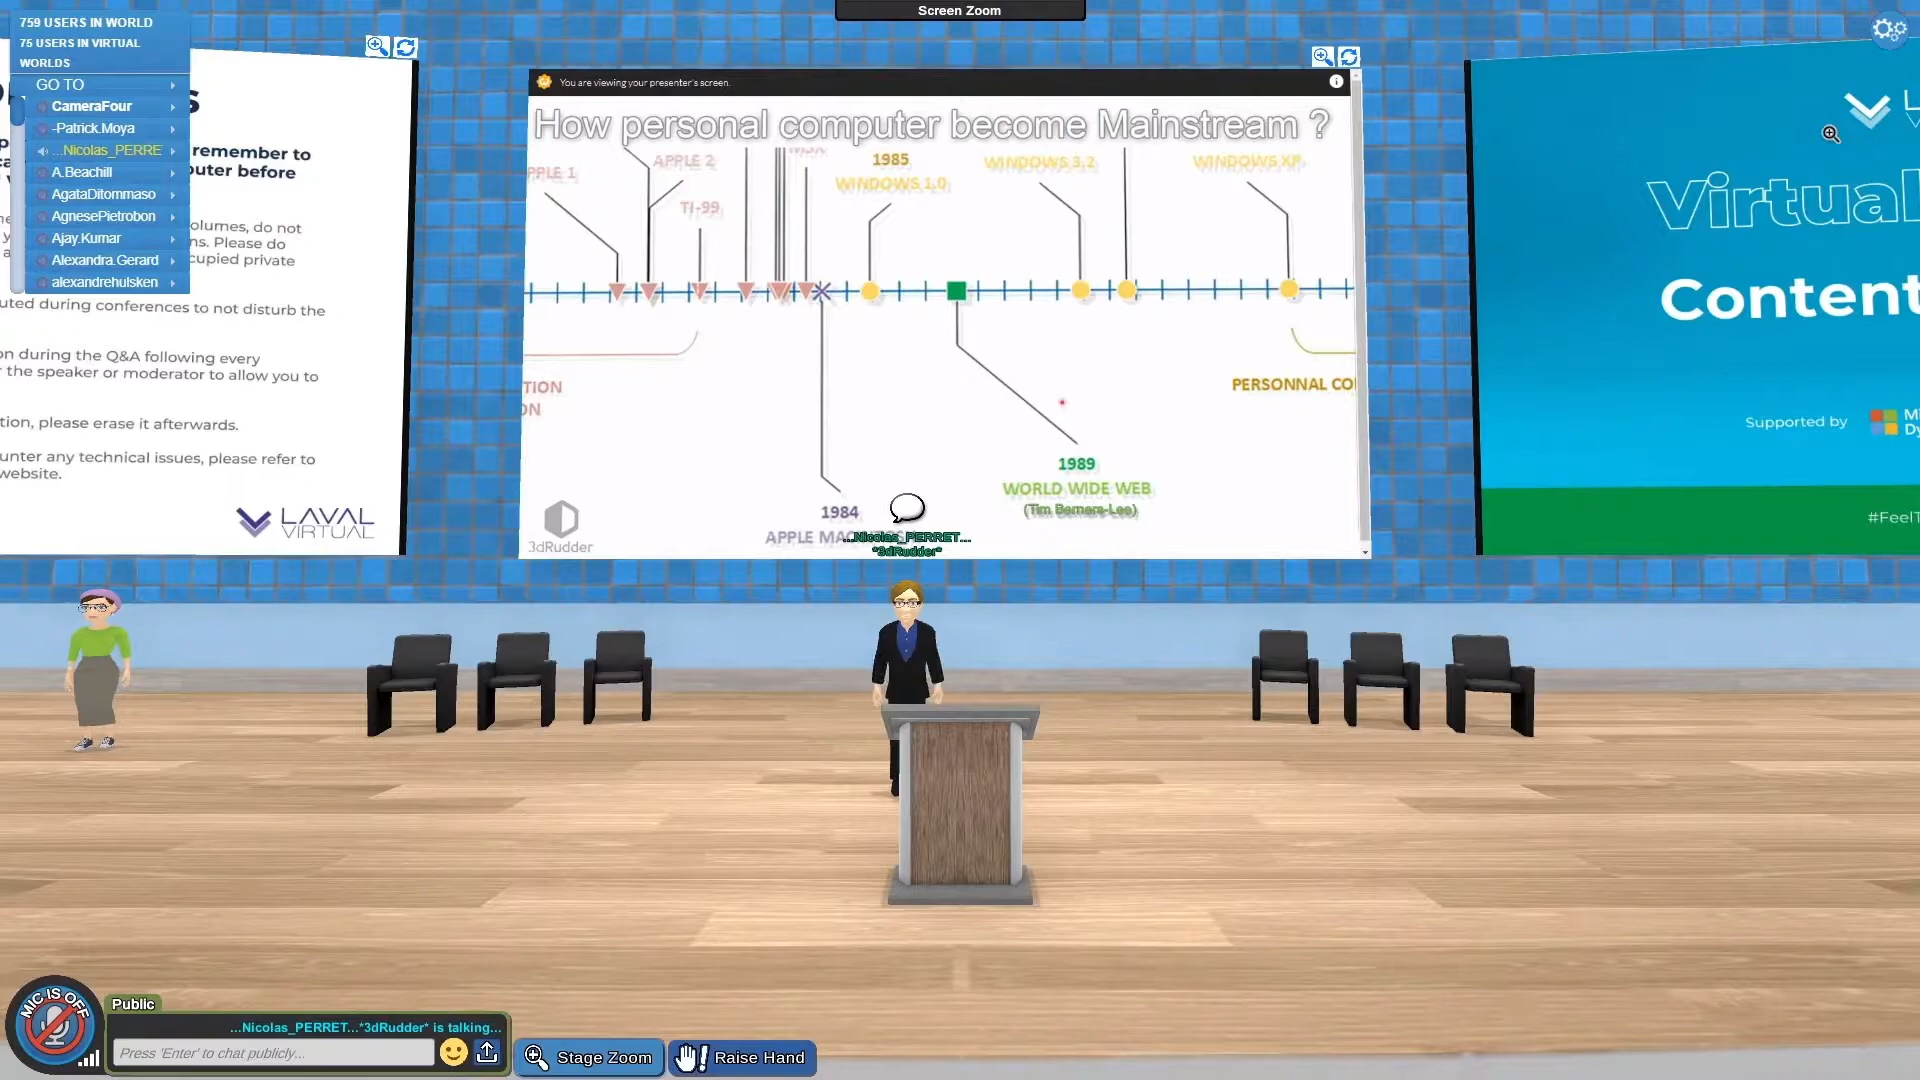 Screen Zoom
759 USERS IN WORLD
75 USERS IN VIRTUAL
WORLDS
GO TO
CameraFour
-Patrick.Moya
...Nicolas_PERRE
A.Beachill
AgataDitommaso
AgnesePietrobon
Ajay.Kumar
Alexandra.Gerard
alexandrehulsken
remember to
uter before
olumes, do not
ns. Please do
cupied private
uted during conferences to not disturb the
on during the Q&A following every
r the speaker or moderator to allow you to
tion, please erase it afterwards.
unter any technical issues, please refer to
website.
LAVAL
VIRTUAL
You are viewing your presenter's screen.
How personal computer become Mainstream ?
PPLE 1
APPLE 2
TI-99
1985
WINDOWS 1.0
WINDOWS 3,2
WINDOWS XP
TION
ON
PERSONNAL CO
1989
WORLD WIDE WEB
(Tim Berners-Lee)
1984
APPLE MAC
3dRudder
...Nicolas_PERRET...
*3dRudder*
Virtual
Content
Supported by
Mi
Dy
#FeelT
MIC IS OFF
Public
...Nicolas_PERRET...*3dRudder* is talking...
Press 'Enter' to chat publicly...
Stage Zoom
Raise Hand